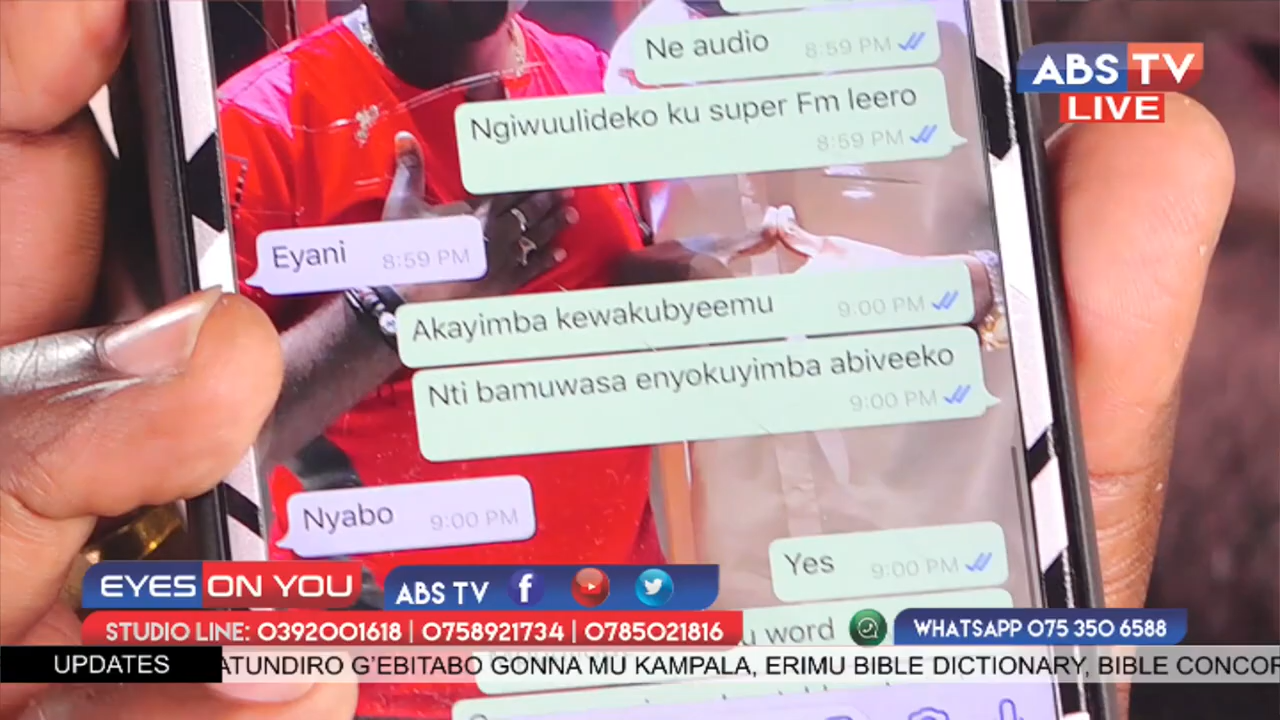 Ne audio 8:59 PM
ABS TV
LIVE
Ngiwuulideko ku super Fm leero
8:59 PM
Eyani 8:59 PM
Akayimba kewakubyeemu 9:00 PM
Nti bamuwasa enyokuyimba abiveeko
9:00 PM
Nyabo 9:00 PM
Yes 9:00 PM
word
EYES ON YOU
ABS TV
STUDIO LINE: 0392001618 | 0758921734 | 0785021816
WHATSAPP 075 350 6588
UPDATES
ATUNDIRO G'EBITABO GONNA MU KAMPALA, ERIMU BIBLE DICTIONARY, BIBLE CONCOR